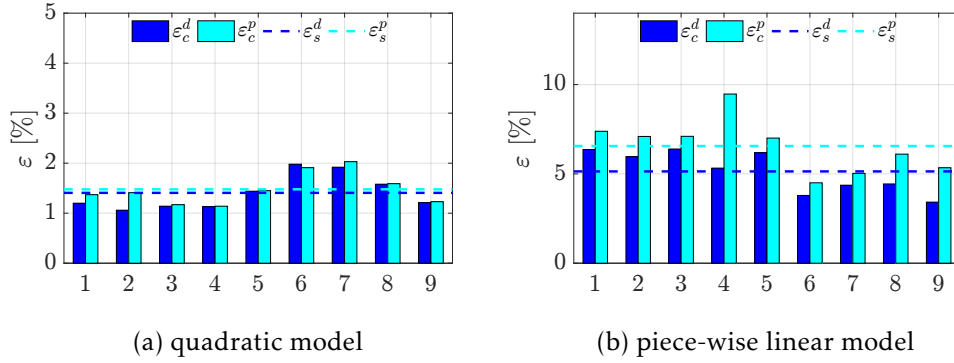 ε_c^d ε_c^p ε_s^d ε_s^p
5
4
3
2
1
0
ε [%]
1 2 3 4 5 6 7 8 9
(a) quadratic model
ε_c^d ε_c^p ε_s^d ε_s^p
10
5
0
ε [%]
1 2 3 4 5 6 7 8 9
(b) piece-wise linear model